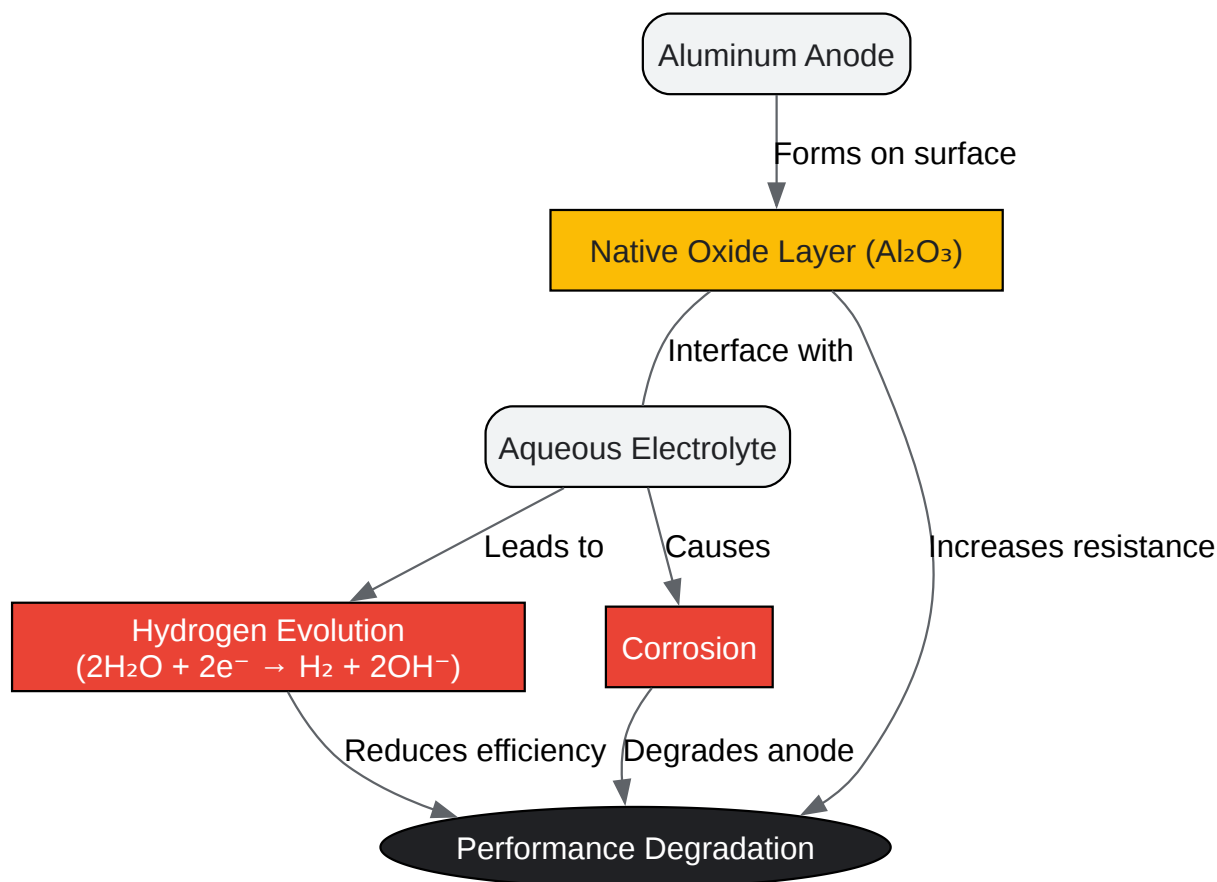 Aluminum Anode
Forms on surface
Native Oxide Layer (Al₂O₃)
Interface with
Aqueous Electrolyte
Leads to
Causes
Increases resistance
Hydrogen Evolution
(2H₂O + 2e⁻ → H₂ + 2OH⁻)
Corrosion
Reduces efficiency
Degrades anode
Performance Degradation